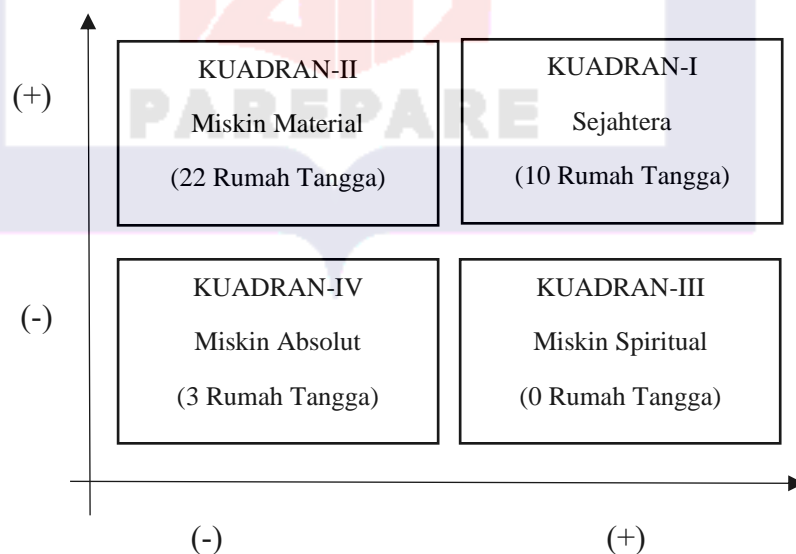 KUADRAN-II
Miskin Material
(22 Rumah Tangga)
KUADRAN-I
Sejahtera
(10 Rumah Tangga)
(+)
PAREPARE
KUADRAN-IV
Miskin Absolut
(3 Rumah Tangga)
KUADRAN-III
Miskin Spiritual
(0 Rumah Tangga)
(-)
(-)
(+)